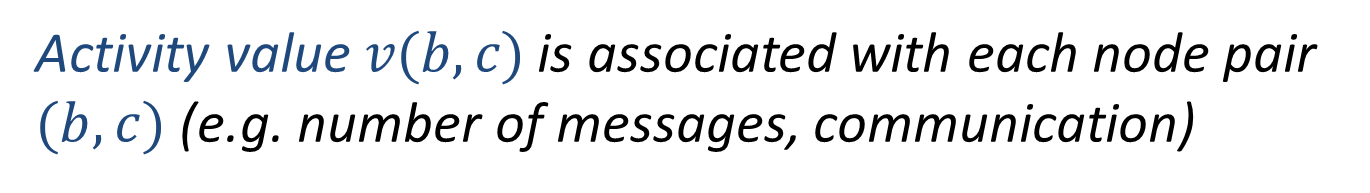 Activity value 𝑣(𝑏, 𝑐) is associated with each node pair
(𝑏, 𝑐) (e.g. number of messages, communication)